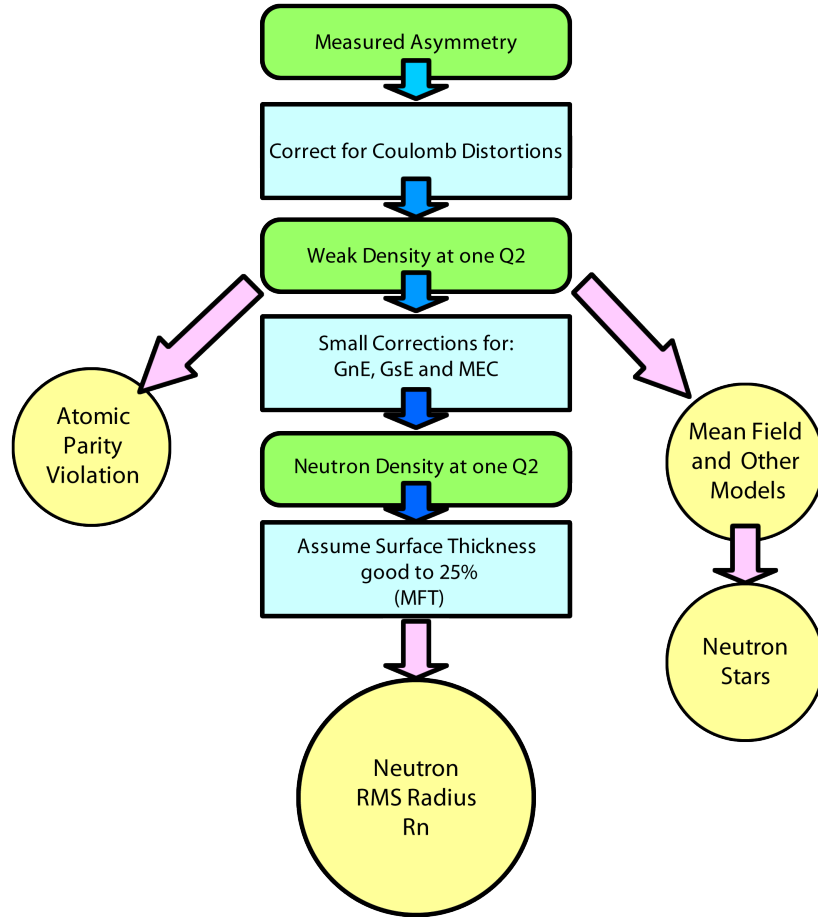 Measured Asymmetry
Correct for Coulomb Distortions
Weak Density at one Q2
Small Corrections for:
GnE, GsE and MEC
Atomic
Parity
Violation
Mean Field
and Other
Models
Neutron Density at one Q2
Assume Surface Thickness
good to 25%
(MFT)
Neutron
Stars
Neutron
RMS Radius
Rn